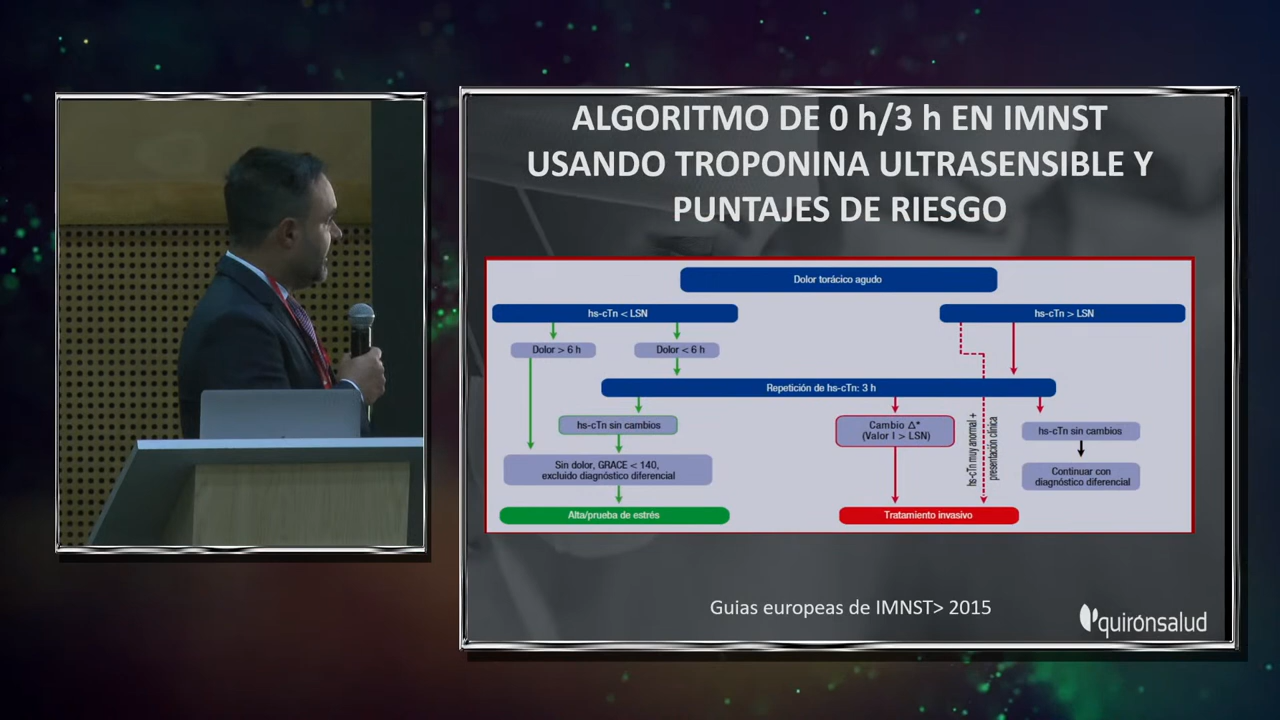 ALGORITMO DE 0 h/3 h EN IMNST
USANDO TROPONINA ULTRASENSIBLE Y
PUNTAJES DE RIESGO
Dolor torácico agudo
hs-cTn < LSN
hs-cTn > LSN
Dolor > 6 h
Dolor < 6 h
Repetición de hs-cTn: 3 h
hs-cTn sin cambios
Cambio Δ*
(Valor I > LSN)
hs-cTn muy anormal +
presentación clínica
hs-cTn sin cambios
Sin dolor, GRACE < 140,
excluido diagnóstico diferencial
Continuar con
diagnóstico diferencial
Alta/prueba de estrés
Tratamiento invasivo
Guias europeas de IMNST> 2015
quirónsalud